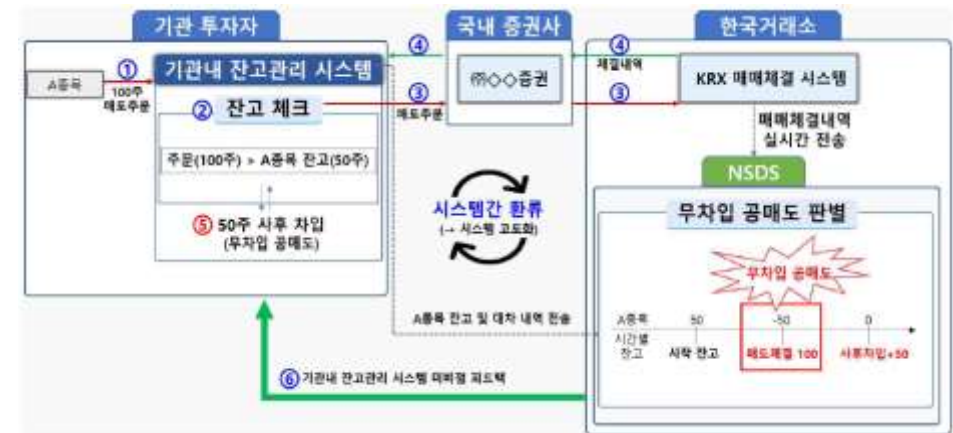 기관 투자자
국내 증권사
한국거래소
A종목
①
100주
매도주문
기관내 잔고관리 시스템
② 잔고 체크
주문(100주) > A종목 잔고(50주)
⑤ 50주 사후 차입
(무차입 공매도)
④
㈜◇◇증권
③
매도주문
④
체결내역
③
KRX 매매체결 시스템
매매체결내역
실시간 전송
NSDS
시스템간 환류
(→ 시스템 고도화)
무차입 공매도 판별
무차입 공매도
A종목
시간별
잔고
50
-50
0
시작 잔고
매도체결 100
사후차입+50
A종목 잔고 및 대차 내역 전송
⑥ 기관내 잔고관리 시스템 미비점 피드백